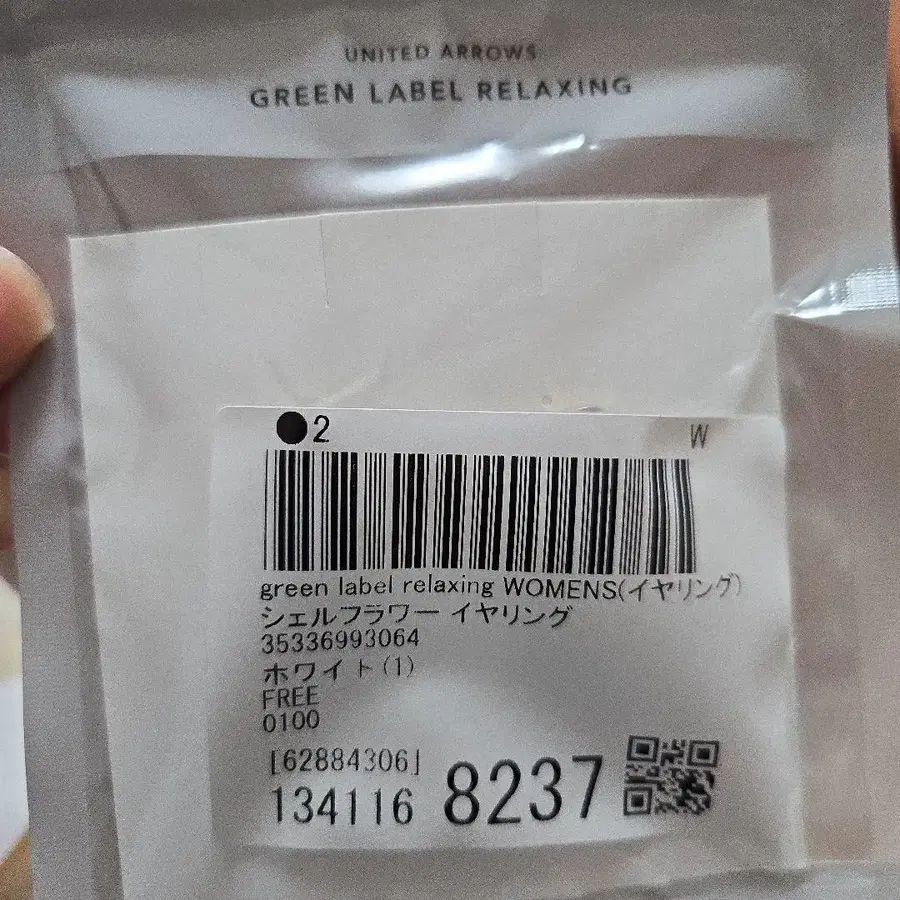 UNITED ARROWS
GREEN LABEL RELAXING
●2
W
green label relaxing WOMENS(イヤリング)
シェルフラワー イヤリング
35336993064
ホワイト(1)
FREE
0100
[62884306]
134116 8237